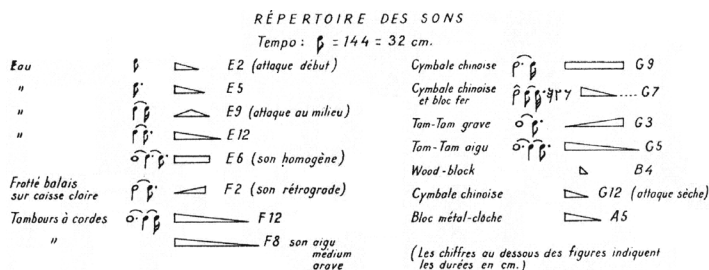 RÉPERTOIRE DES SONS
Tempo : = 144 = 32 cm.
Eau E2 (attaque début)
" E5
" E9 (attaque au milieu)
" E12
E6 (son homogène)
Frotté balais
sur caisse claire F2 (son rétrograde)
Tambours à cordes F12
" F8 son aigu
médium
grave
Cymbale chinoise G9
Cymbale chinoise
et bloc fer G7
Tam-Tam grave G3
Tam-Tam aigu G5
Wood-block B4
Cymbale chinoise G12 (attaque sèche)
Bloc métal-cloche A5
(Les chiffres au dessous des figures indiquent
les durées en cm.)